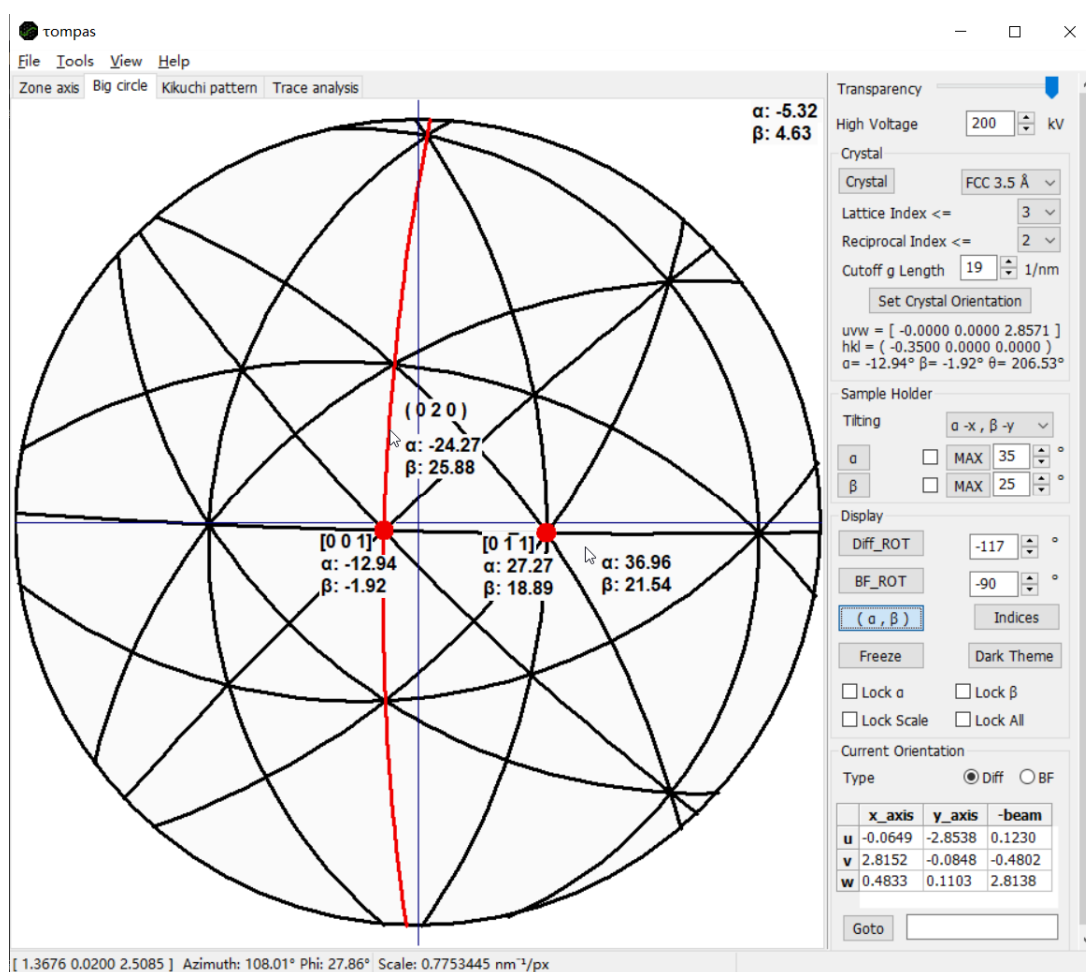 τompas
File Tools View Help
Zone axis Big circle Kikuchi pattern Trace analysis
α: -5.32
β: 4.63
( 0 2 0 )
α: -24.27
β: 25.88
[0 0 1]
α: -12.94
β: -1.92
[0 1̄ 1]
α: 27.27
β: 18.89
α: 36.96
β: 21.54
Transparency
High Voltage 200 kV
Crystal
Crystal FCC 3.5 Å
Lattice Index <= 3
Reciprocal Index <= 2
Cutoff g Length 19 1/nm
Set Crystal Orientation
uvw = [ -0.0000 0.0000 2.8571 ]
hkl = ( -0.3500 0.0000 0.0000 )
α= -12.94° β= -1.92° θ= 206.53°
Sample Holder
Tilting α -x , β -y
α MAX 35 °
β MAX 25 °
Display
Diff_ROT -117 °
BF_ROT -90 °
( α , β ) Indices
Freeze Dark Theme
Lock α Lock β
Lock Scale Lock All
Current Orientation
Type Diff BF
x_axis y_axis -beam
u -0.0649 -2.8538 0.1230
v 2.8152 -0.0848 -0.4802
w 0.4833 0.1103 2.8138
Goto
[ 1.3676 0.0200 2.5085 ] Azimuth: 108.01° Phi: 27.86° Scale: 0.7753445 nm⁻¹/px